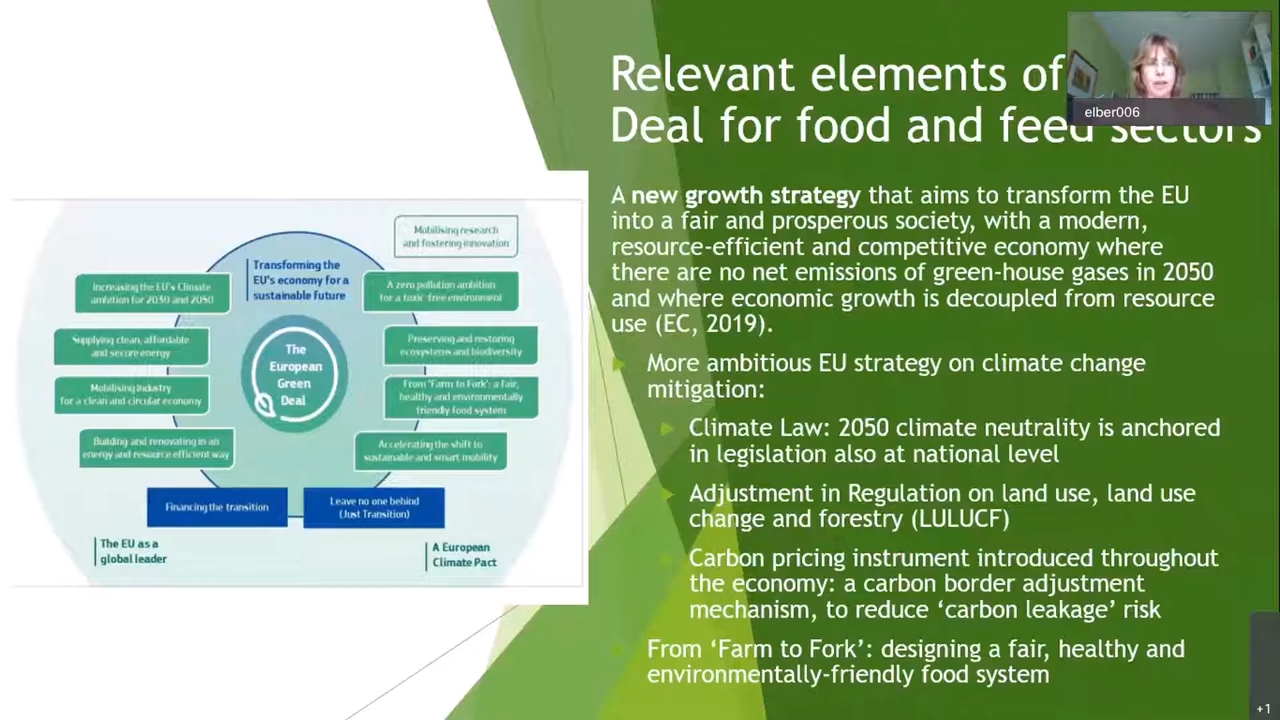 Relevant elements of
Deal for food and feed sectors
elber006
A new growth strategy that aims to transform the EU
into a fair and prosperous society, with a modern,
resource-efficient and competitive economy where
there are no net emissions of green-house gases in 2050
and where economic growth is decoupled from resource
use (EC, 2019).
More ambitious EU strategy on climate change
mitigation:
Climate Law: 2050 climate neutrality is anchored
in legislation also at national level
Adjustment in Regulation on land use, land use
change and forestry (LULUCF)
Carbon pricing instrument introduced throughout
the economy: a carbon border adjustment
mechanism, to reduce ‘carbon leakage’ risk
From ‘Farm to Fork’: designing a fair, healthy and
environmentally-friendly food system
Mobilising research
and fostering innovation
Transforming the
EU's economy for a
sustainable future
Increasing the EU's Climate
ambition for 2030 and 2050
A zero pollution ambition
for a toxic-free environment
Supplying clean, affordable
and secure energy
Preserving and restoring
ecosystems and biodiversity
The
European
Green
Deal
Mobilising industry
for a clean and circular economy
From 'Farm to Fork': a fair,
healthy and environmentally
friendly food system
Building and renovating in an
energy and resource efficient way
Accelerating the shift to
sustainable and smart mobility
Financing the transition
Leave no one behind
(Just Transition)
The EU as a
global leader
A European
Climate Pact
+1